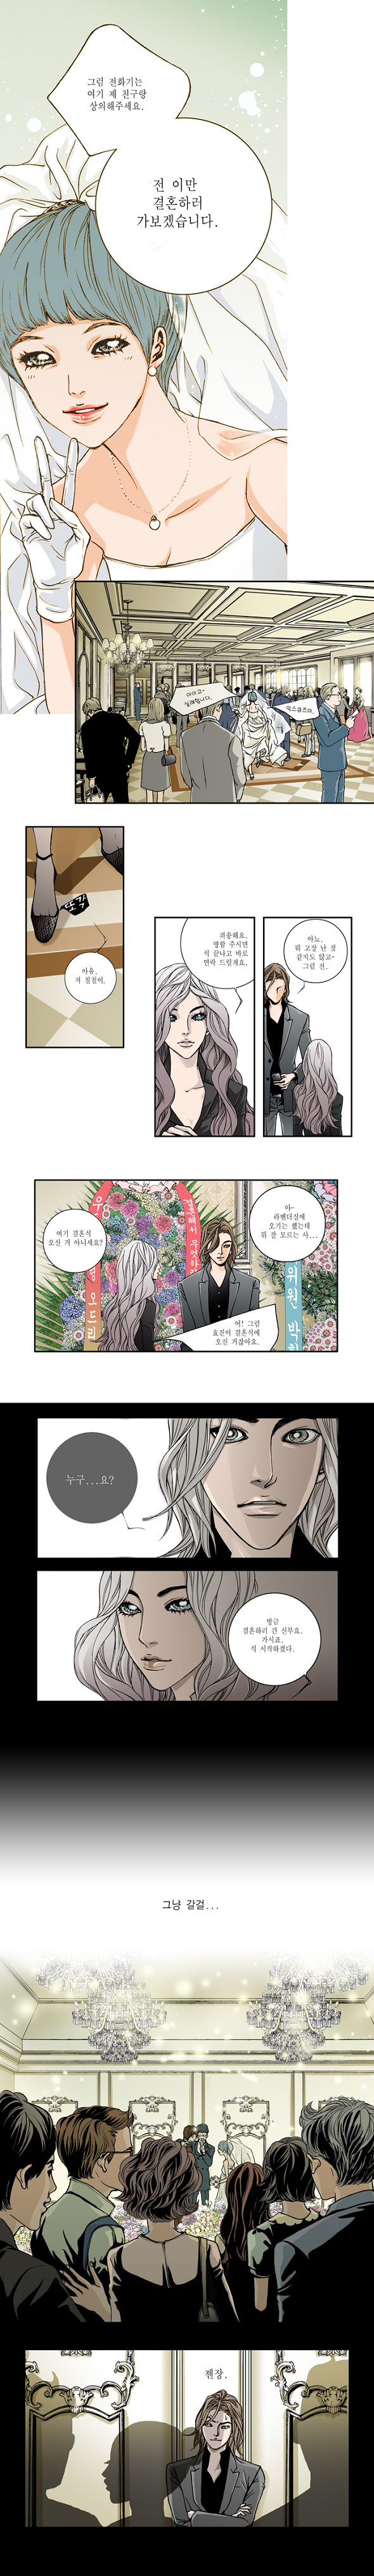 그럼 전화기는
여기 제 친구랑
상의해주세요.
전 이만
결혼하러
가보겠습니다.
아이고~
실례합니다.
익스큐즈미.
또각
아유,
저 칠칠이.
죄송해요.
명함 주시면
식 끝나고 바로
연락 드릴게요.
아뇨,
뭐 고장 난 것
같지도 않고~
그럼 전.
여기 결혼식
오신 거 아니세요?
아~
라벤더실에
오기는 했는데
뭐 잘 모르는 사...
어! 그럼
효진이 결혼식에
오신 거잖아요.
오드리
위원 박
누구...요?
방금
결혼하러 간 신부요.
가시죠.
식 시작하겠다.
그냥 갈걸...
젠장.